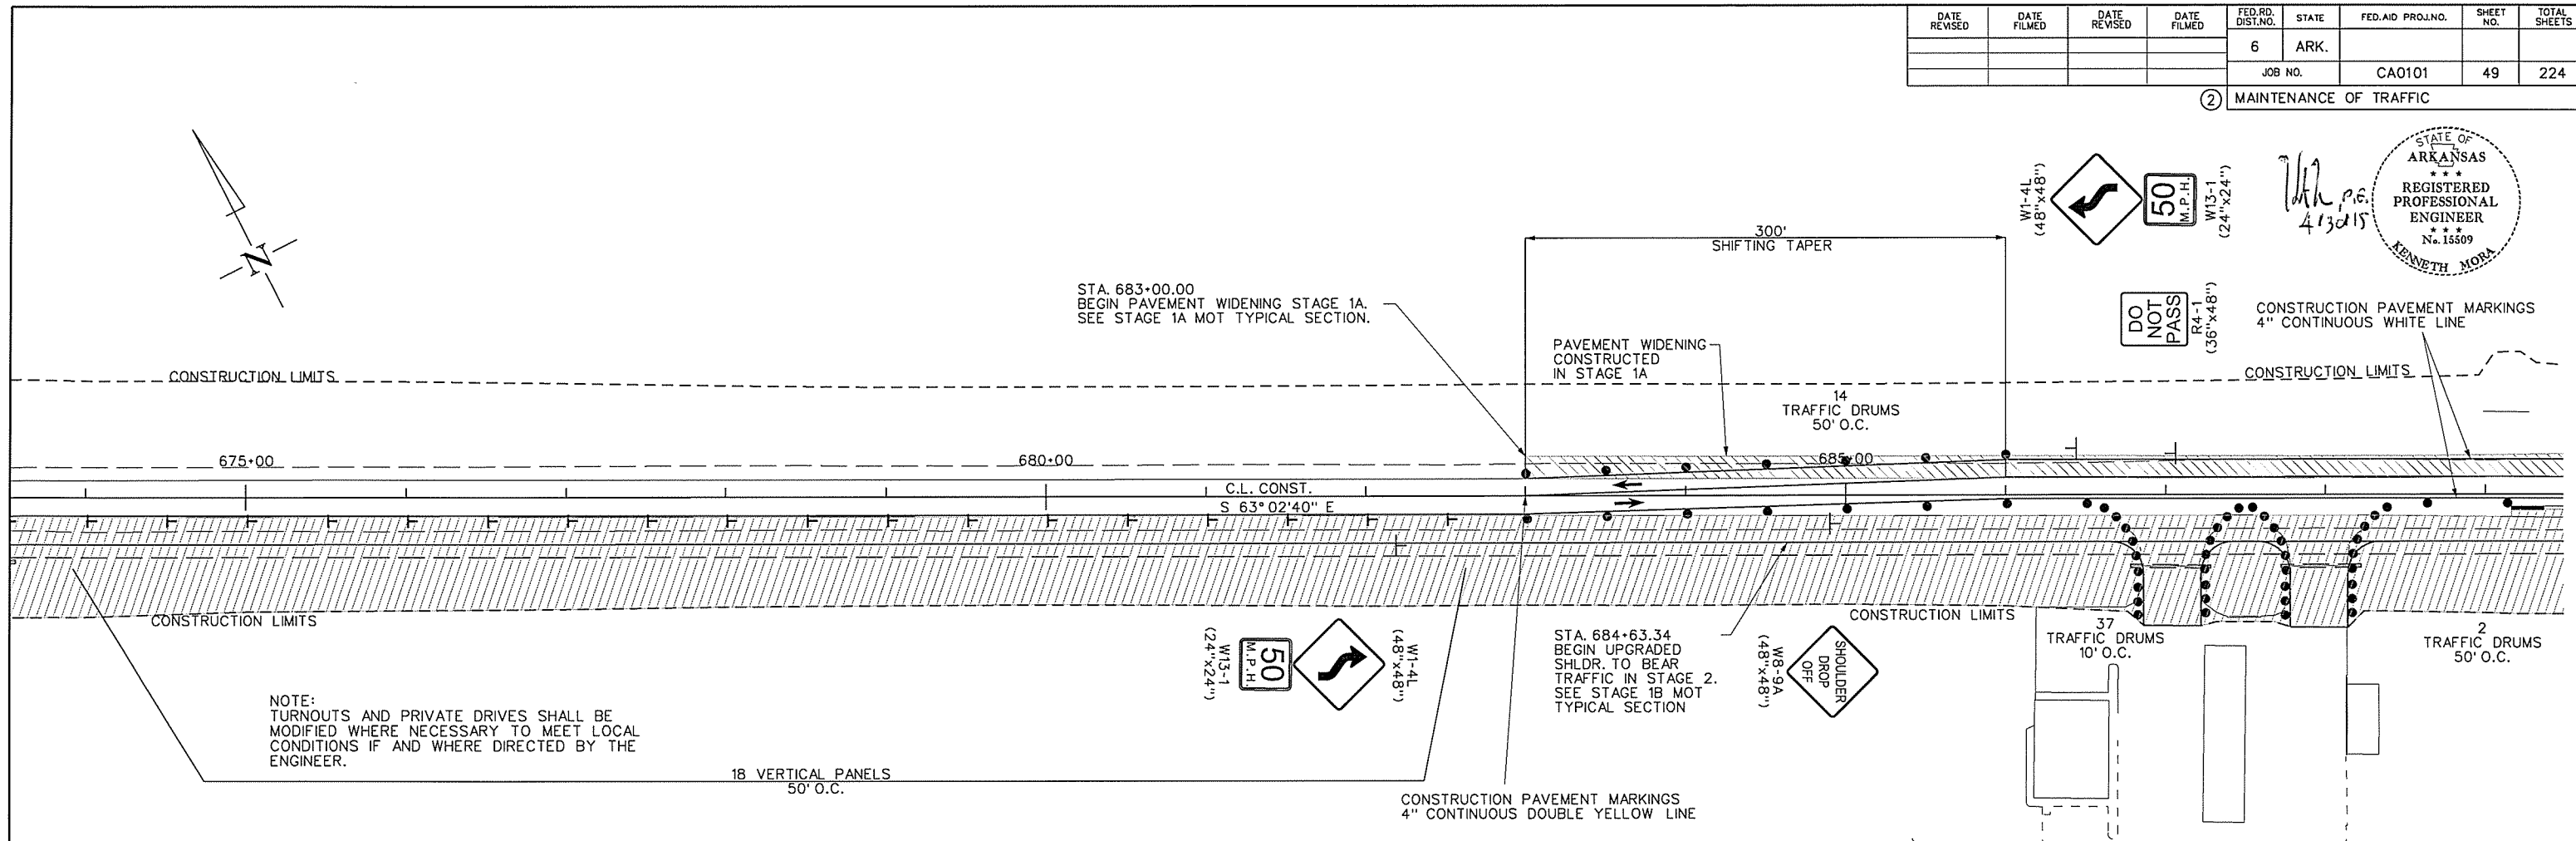 DATE REVISED
DATE FILMED
DATE REVISED
DATE FILMED
FED.RD. DIST.NO.
STATE
FED.AID PROJ.NO.
SHEET NO.
TOTAL SHEETS
6
ARK.
JOB NO.
CA0101
49
224
2
MAINTENANCE OF TRAFFIC
STATE OF
ARKANSAS
★ ★ ★
REGISTERED
PROFESSIONAL
ENGINEER
★ ★ ★
No. 15509
KENNETH MORA
P.E.
W1-4L
(48"x48")
50
M.P.H.
W13-1
(24"x24")
N
300'
SHIFTING TAPER
STA. 683+00.00
BEGIN PAVEMENT WIDENING STAGE 1A.
SEE STAGE 1A MOT TYPICAL SECTION.
DO
NOT
PASS
R4-1
(36"x48")
CONSTRUCTION PAVEMENT MARKINGS
4" CONTINUOUS WHITE LINE
PAVEMENT WIDENING
CONSTRUCTED
IN STAGE 1A
CONSTRUCTION LIMITS
CONSTRUCTION LIMITS
14
TRAFFIC DRUMS
50' O.C.
675+00
680+00
685+00
C.L. CONST.
S 63° 02'40" E
CONSTRUCTION LIMITS
CONSTRUCTION LIMITS
W13-1
(24"x24")
50
M.P.H.
W1-4L
(48"x48")
STA. 684+63.34
BEGIN UPGRADED
SHLDR. TO BEAR
TRAFFIC IN STAGE 2.
SEE STAGE 1B MOT
TYPICAL SECTION
W8-9A
(48"x48")
SHOULDER
DROP
OFF
37
TRAFFIC DRUMS
10' O.C.
2
TRAFFIC DRUMS
50' O.C.
NOTE:
TURNOUTS AND PRIVATE DRIVES SHALL BE
MODIFIED WHERE NECESSARY TO MEET LOCAL
CONDITIONS IF AND WHERE DIRECTED BY THE
ENGINEER.
18 VERTICAL PANELS
50' O.C.
CONSTRUCTION PAVEMENT MARKINGS
4" CONTINUOUS DOUBLE YELLOW LINE